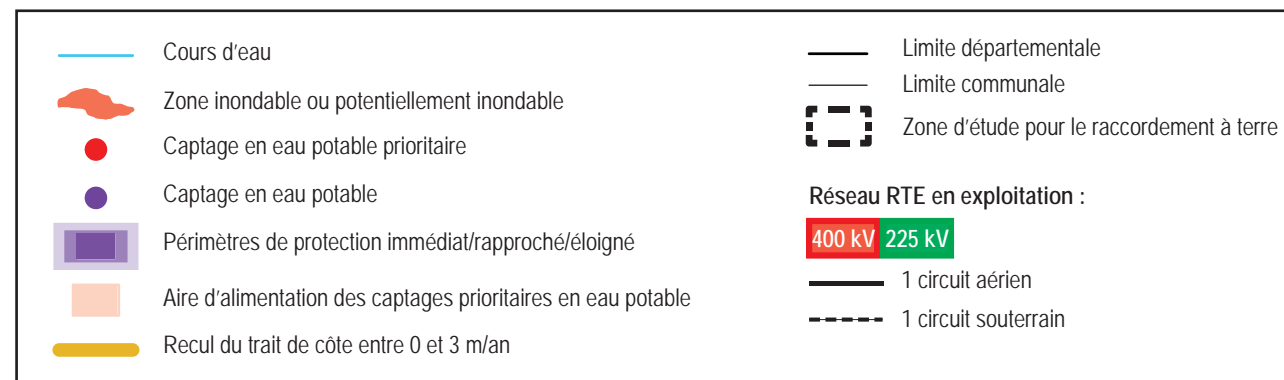 Cours d'eau
Zone inondable ou potentiellement inondable
Captage en eau potable prioritaire
Captage en eau potable
Périmètres de protection immédiat/rapproché/éloigné
Aire d'alimentation des captages prioritaires en eau potable
Recul du trait de côte entre 0 et 3 m/an
Limite départementale
Limite communale
Zone d'étude pour le raccordement à terre
Réseau RTE en exploitation :
400 kV 225 kV
1 circuit aérien
1 circuit souterrain